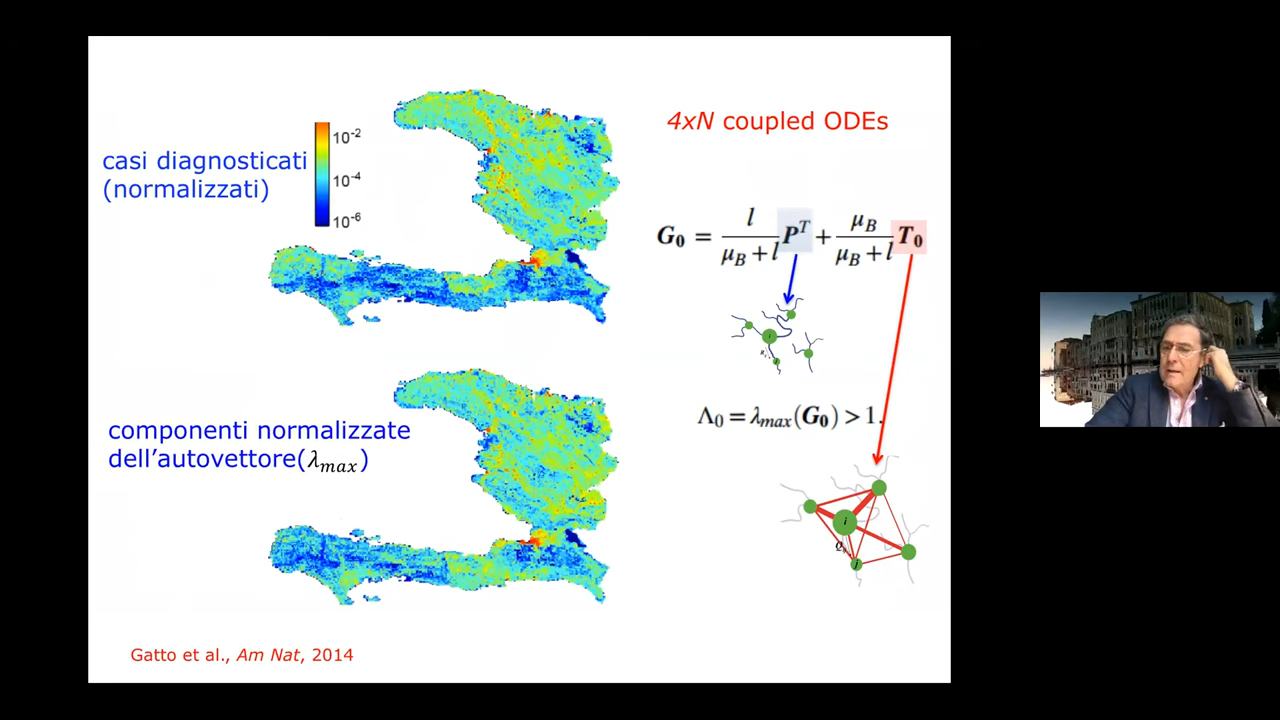 casi diagnosticati
(normalizzati)
10⁻²
10⁻⁴
10⁻⁶
4xN coupled ODEs
G₀ = l / (μ_B + l) Pᵀ + μ_B / (μ_B + l) T₀
i
Λ₀ = λₘₐₓ(G₀) > 1.
componenti normalizzate
dell’autovettore(λₘₐₓ)
i
j
Gatto et al., Am Nat, 2014